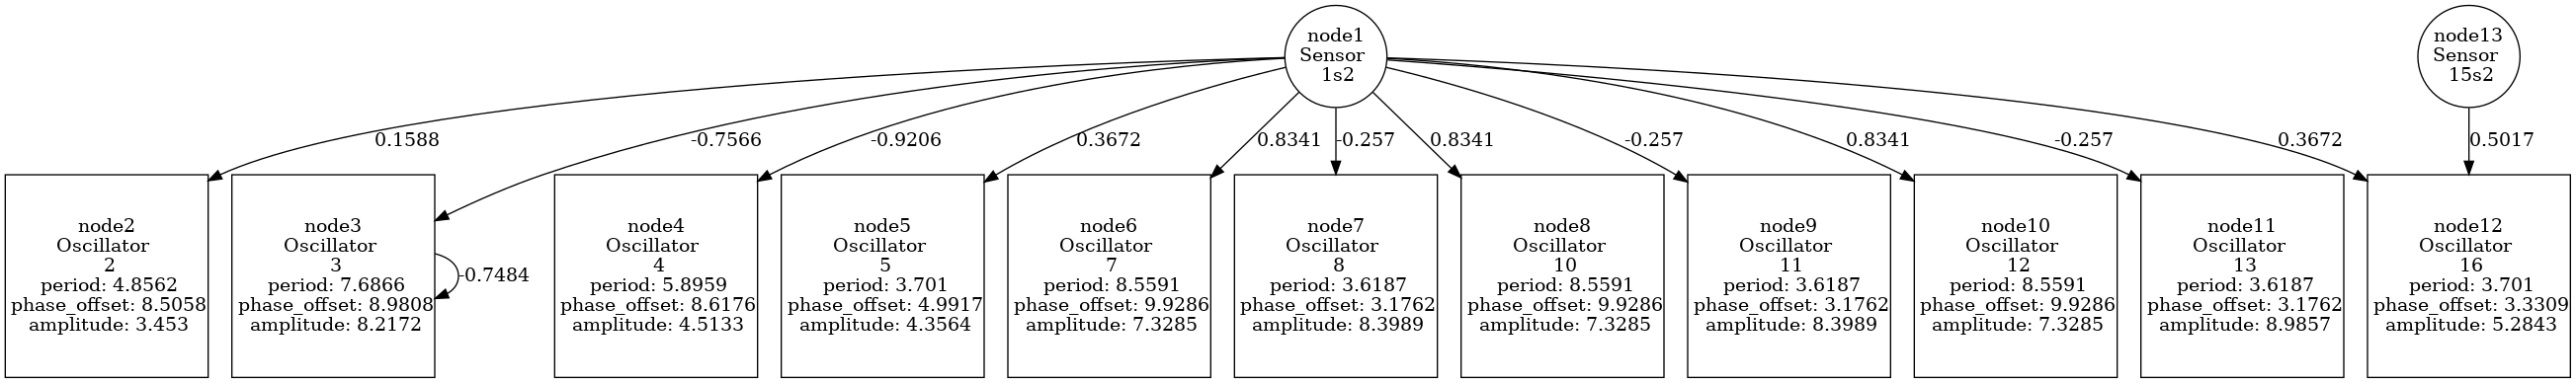 node1
Sensor
1s2
node13
Sensor
15s2
0.1588
-0.7566
-0.9206
0.3672
0.8341
-0.257
0.8341
-0.257
0.8341
-0.257
0.3672
0.5017
node2
Oscillator
2
period: 4.8562
phase_offset: 8.5058
amplitude: 3.453
node3
Oscillator
3
period: 7.6866
phase_offset: 8.9808
amplitude: 8.2172
-0.7484
node4
Oscillator
4
period: 5.8959
phase_offset: 8.6176
amplitude: 4.5133
node5
Oscillator
5
period: 3.701
phase_offset: 4.9917
amplitude: 4.3564
node6
Oscillator
7
period: 8.5591
phase_offset: 9.9286
amplitude: 7.3285
node7
Oscillator
8
period: 3.6187
phase_offset: 3.1762
amplitude: 8.3989
node8
Oscillator
10
period: 8.5591
phase_offset: 9.9286
amplitude: 7.3285
node9
Oscillator
11
period: 3.6187
phase_offset: 3.1762
amplitude: 8.3989
node10
Oscillator
12
period: 8.5591
phase_offset: 9.9286
amplitude: 7.3285
node11
Oscillator
13
period: 3.6187
phase_offset: 3.1762
amplitude: 8.9857
node12
Oscillator
16
period: 3.701
phase_offset: 3.3309
amplitude: 5.2843